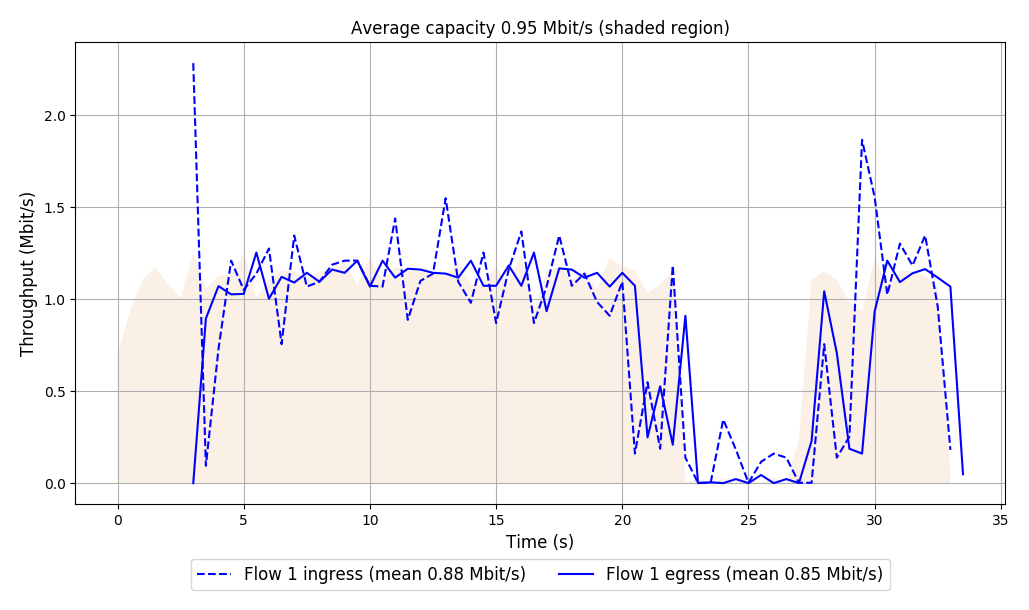 Average capacity 0.95 Mbit/s (shaded region)
Throughput (Mbit/s)
2.0
1.5
1.0
0.5
0.0
0 5 10 15 20 25 30 35
Time (s)
Flow 1 ingress (mean 0.88 Mbit/s) Flow 1 egress (mean 0.85 Mbit/s)